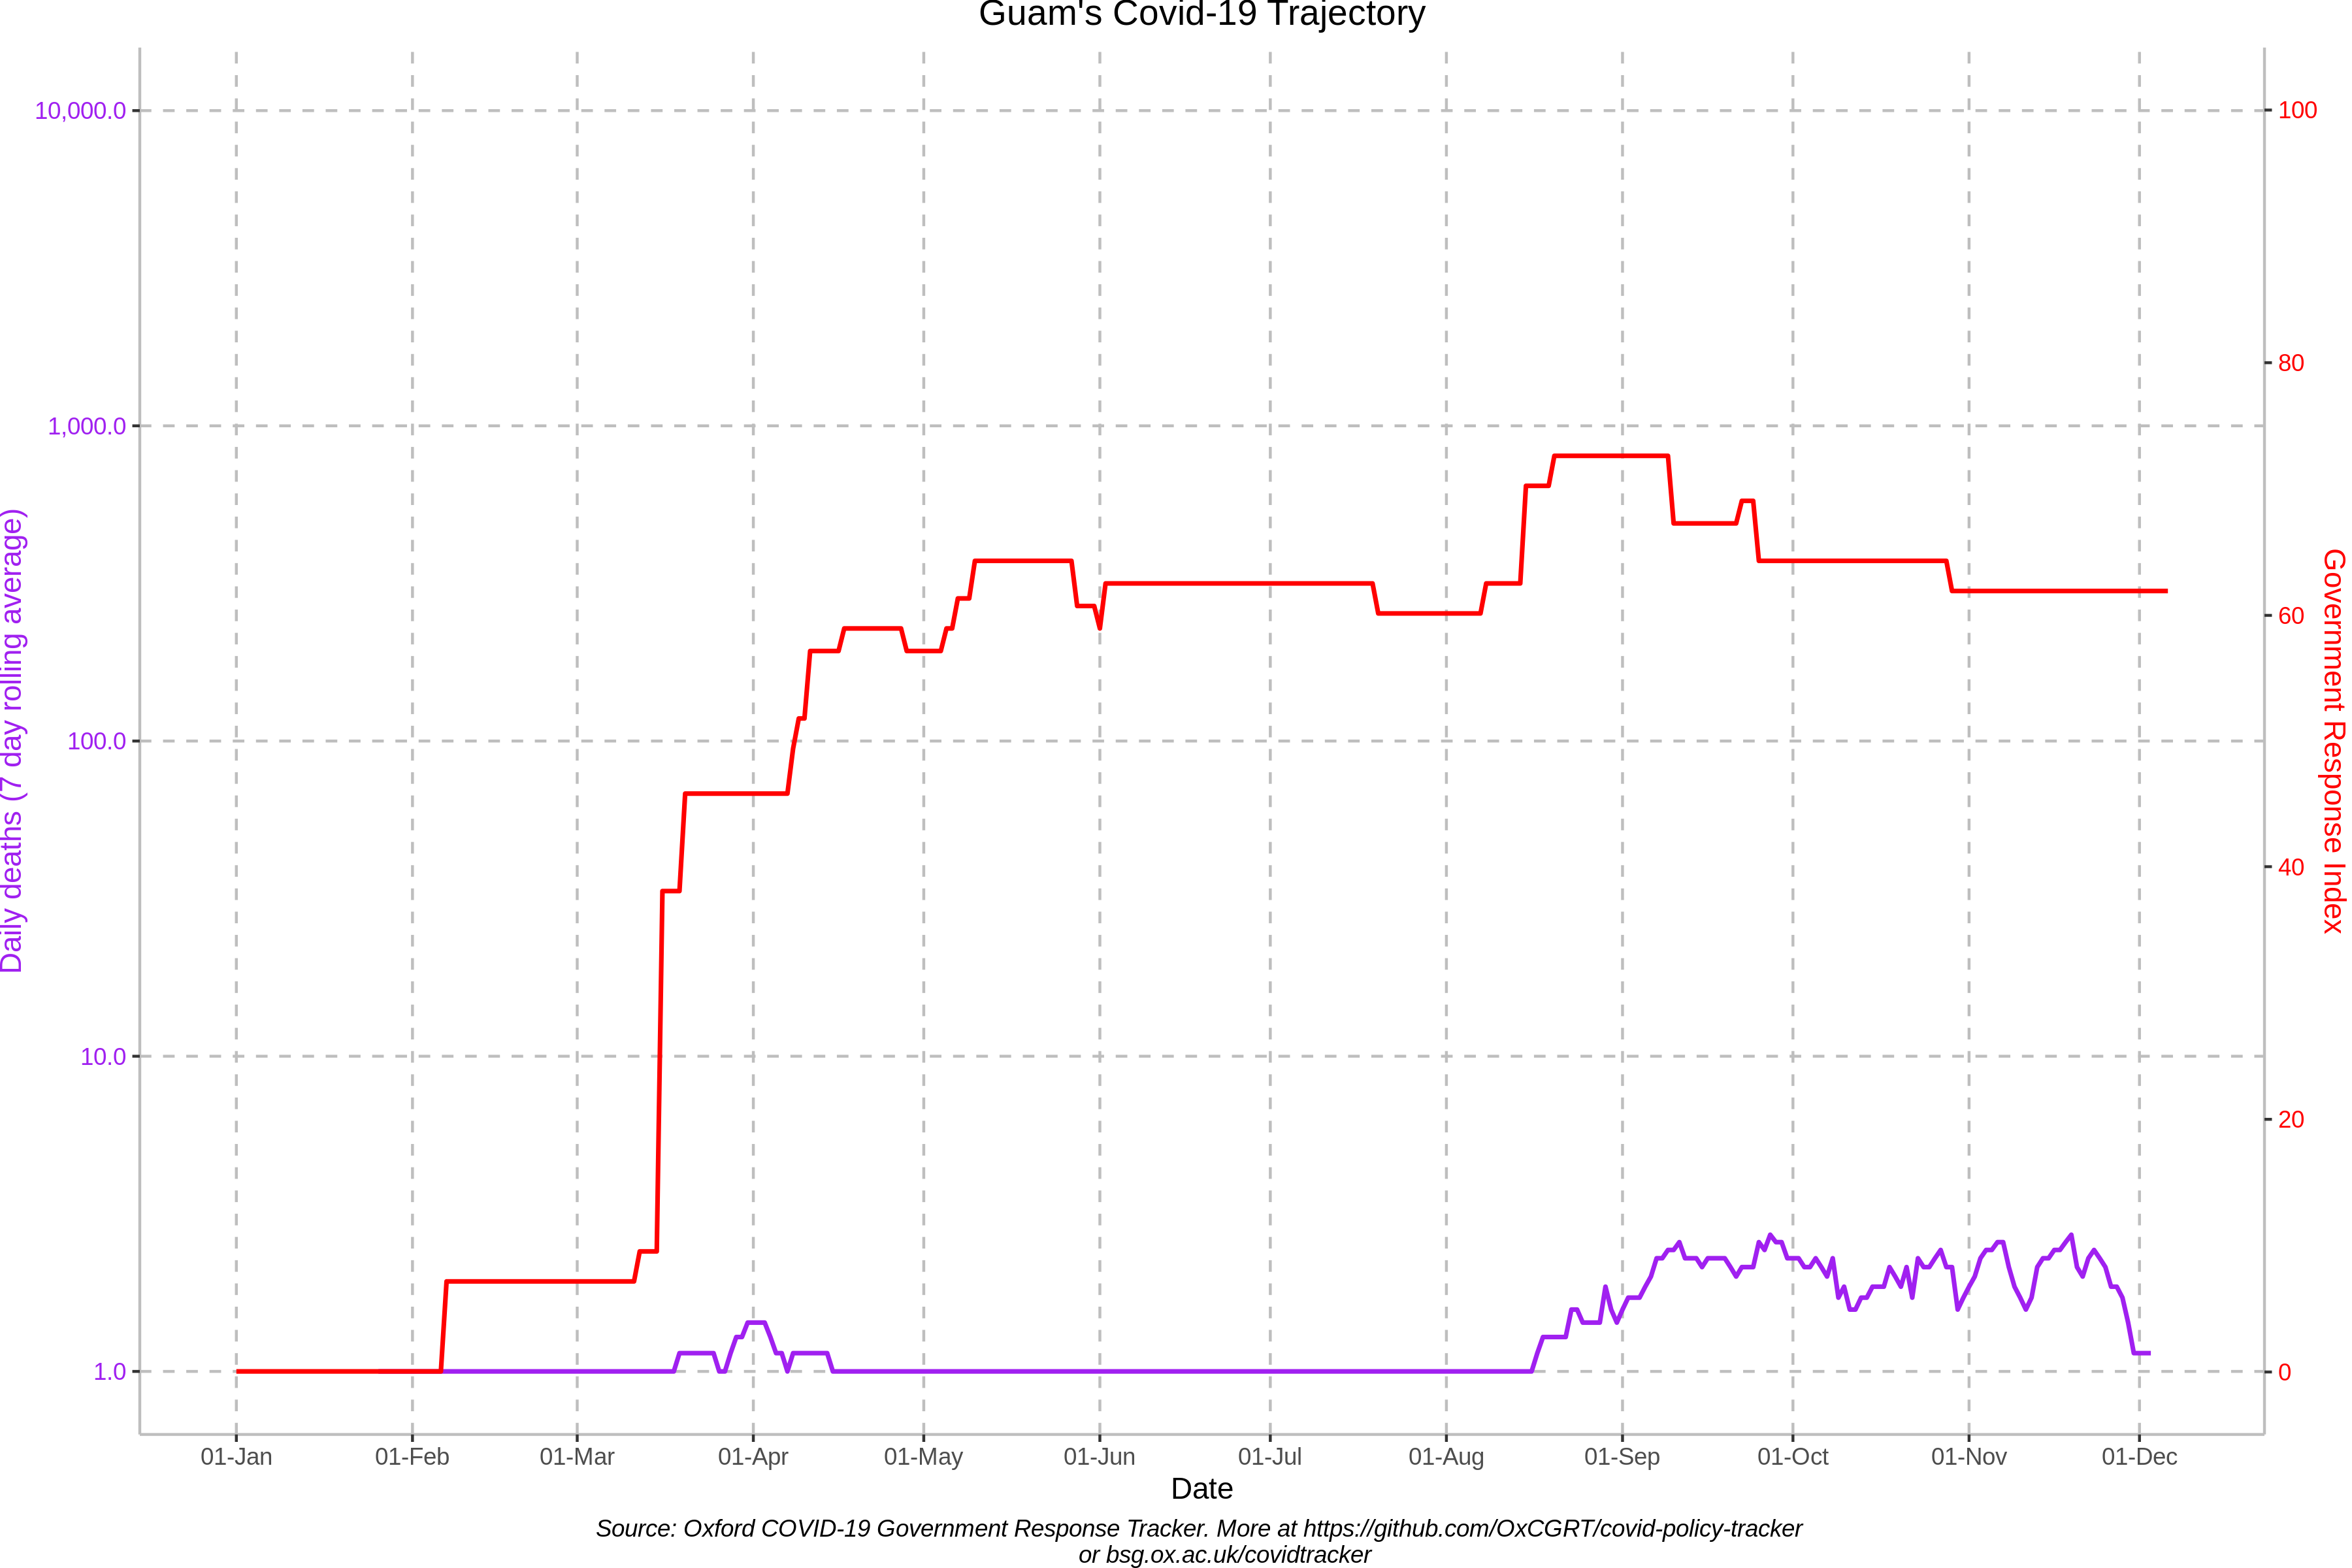 Guam's Covid-19 Trajectory
10,000.0
1,000.0
100.0
10.0
1.0
Daily deaths (7 day rolling average)
100
80
60
40
20
0
Government Response Index
01-Jan 01-Feb 01-Mar 01-Apr 01-May 01-Jun 01-Jul 01-Aug 01-Sep 01-Oct 01-Nov 01-Dec
Date
Source: Oxford COVID-19 Government Response Tracker. More at https://github.com/OxCGRT/covid-policy-tracker
or bsg.ox.ac.uk/covidtracker